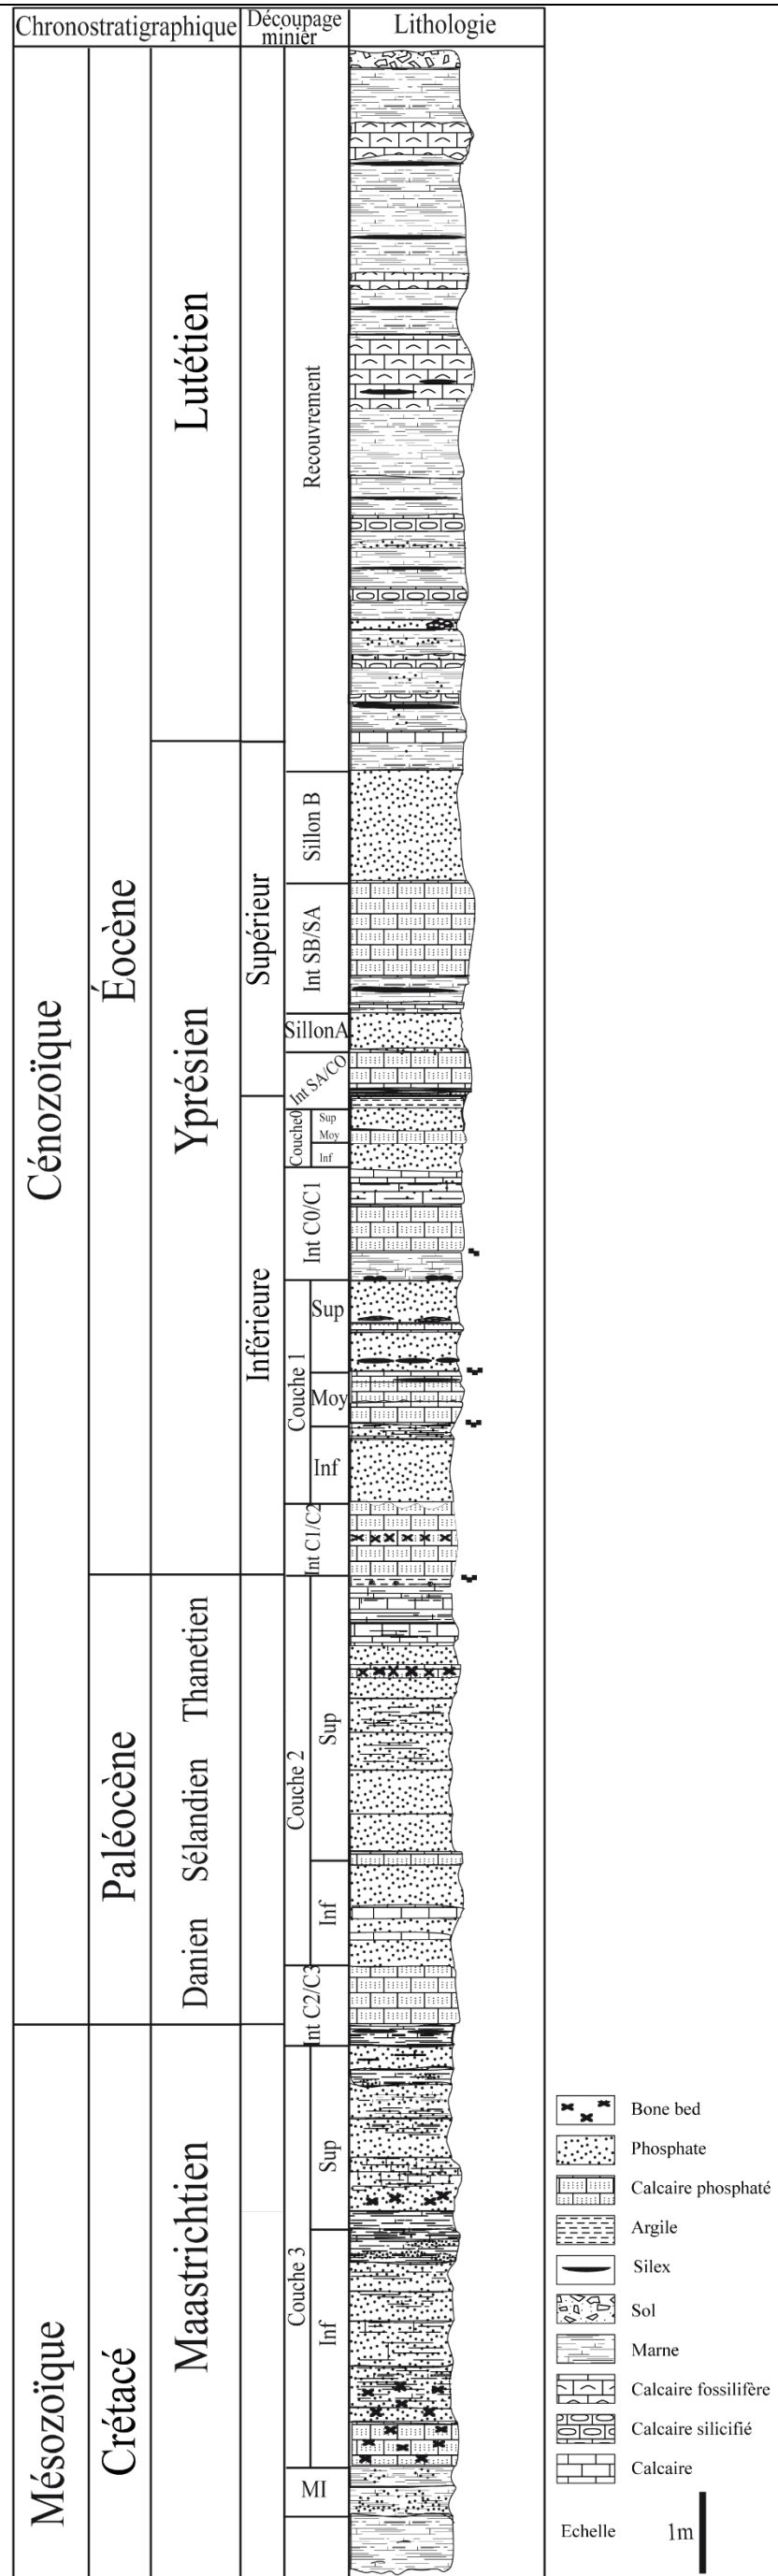 Chronostratigraphique
Découpage
minier
Lithologie
Cénozoïque
Mésozoïque
Éocène
Paléocène
Crétacé
Lutétien
Yprésien
Thanetien
Sélandien
Danien
Maastrichtien
Supérieur
Inférieure
Recouvrement
Sillon B
Int SB/SA
SillonA
Int SA/CO
Couche0
Sup
Moy
Inf
Int C0/C1
Couche 1
Sup
Moy
Inf
Int C1/C2
Couche 2
Sup
Inf
Int C2/C3
Couche 3
Sup
Inf
MI
Bone bed
Phosphate
Calcaire phosphaté
Argile
Silex
Sol
Marne
Calcaire fossilifère
Calcaire silicifié
Calcaire
Echelle 1m